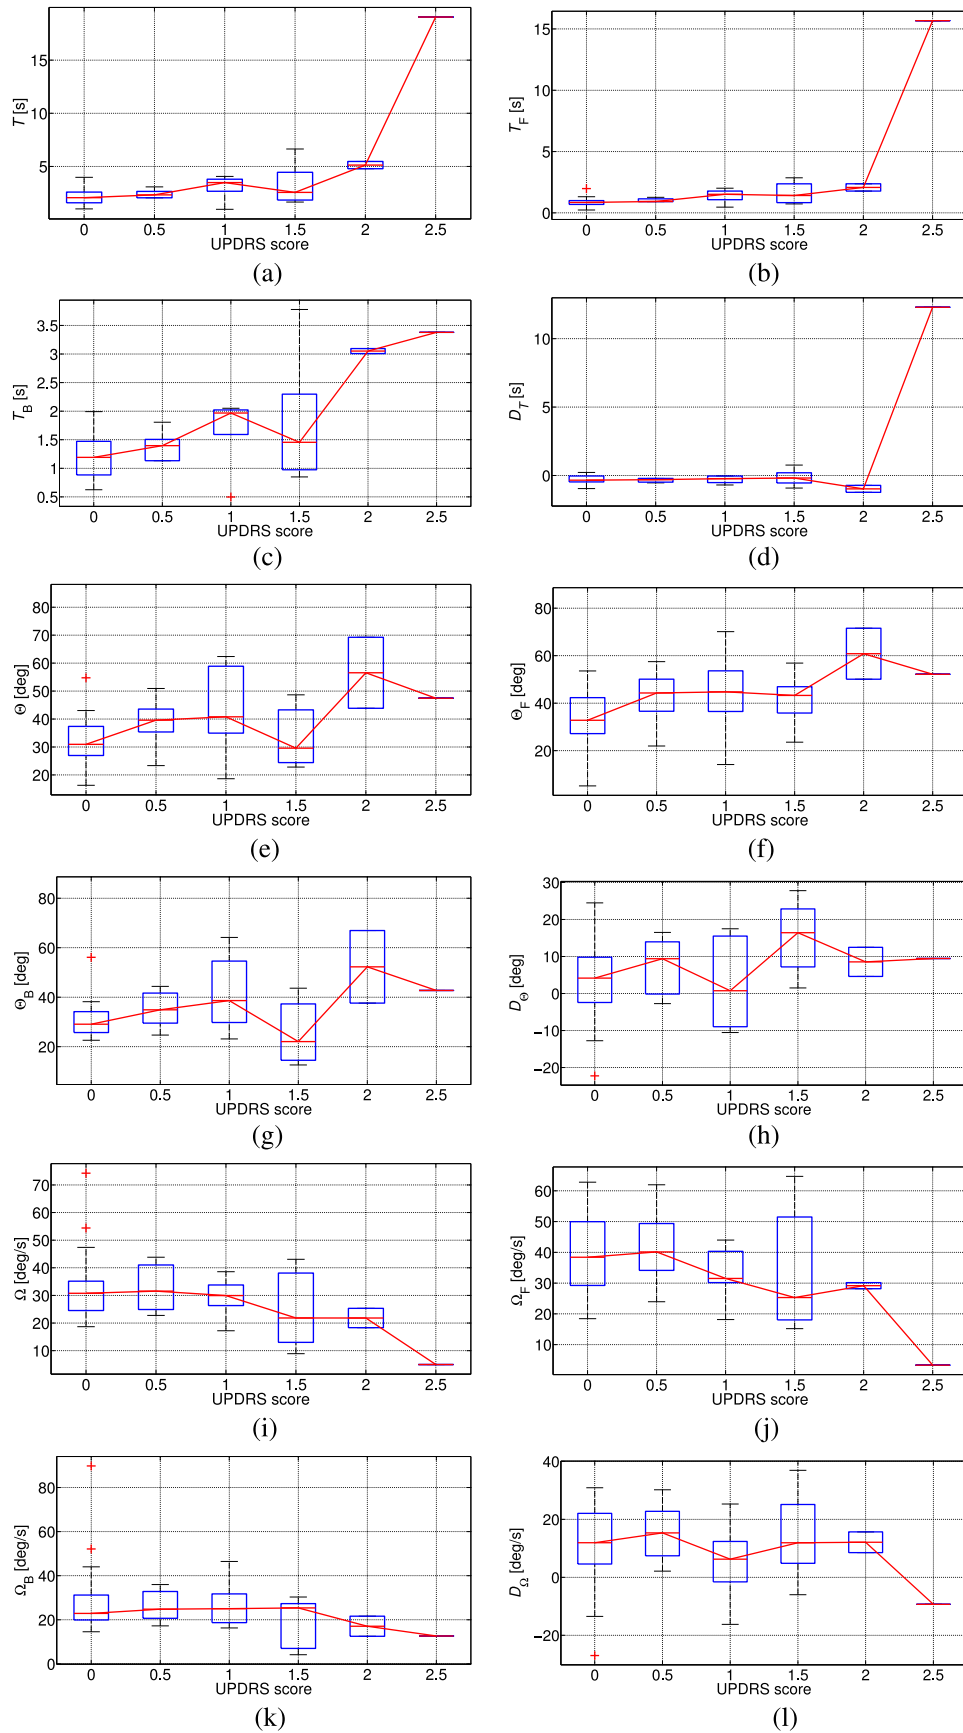 T [s]
15
10
5
0 0.5 1 1.5 2 2.5
UPDRS score
(a)
T_F [s]
15
10
5
0
0 0.5 1 1.5 2 2.5
UPDRS score
(b)
T_B [s]
3.5
3
2.5
2
1.5
1
0.5
0 0.5 1 1.5 2 2.5
UPDRS score
(c)
D_T [s]
10
5
0
0 0.5 1 1.5 2 2.5
UPDRS score
(d)
Θ [deg]
80
70
60
50
40
30
20
0 0.5 1 1.5 2 2.5
UPDRS score
(e)
Θ_F [deg]
80
60
40
20
0 0.5 1 1.5 2 2.5
UPDRS score
(f)
Θ_B [deg]
80
60
40
20
0 0.5 1 1.5 2 2.5
UPDRS score
(g)
D_Θ [deg]
30
20
10
0
−10
−20
0 0.5 1 1.5 2 2.5
UPDRS score
(h)
Ω [deg/s]
70
60
50
40
30
20
10
0 0.5 1 1.5 2 2.5
UPDRS score
(i)
Ω_F [deg/s]
60
50
40
30
20
10
0 0.5 1 1.5 2 2.5
UPDRS score
(j)
Ω_B [deg/s]
80
60
40
20
0
0 0.5 1 1.5 2 2.5
UPDRS score
(k)
D_Ω [deg/s]
40
20
0
−20
0 0.5 1 1.5 2 2.5
UPDRS score
(l)